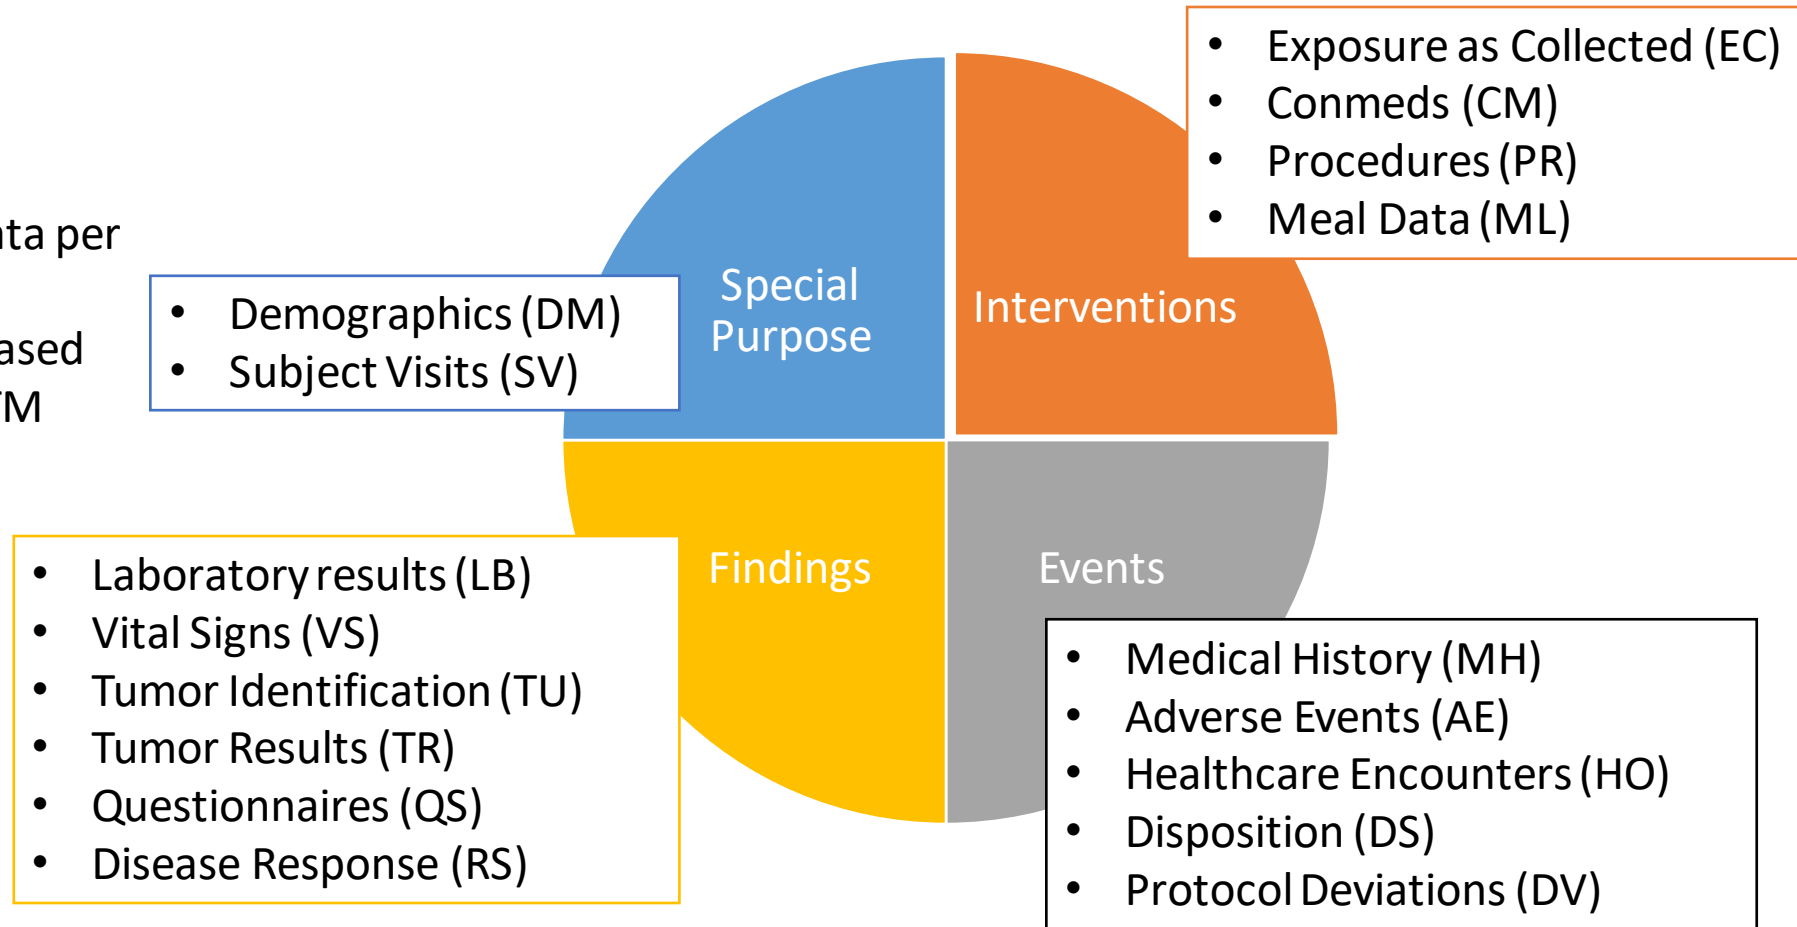 • Exposure as Collected (EC)
• Conmeds (CM)
• Procedures (PR)
• Meal Data (ML)
per
• Demographics (DM)
• Subject Visits (SV)
Special
Purpose
Interventions
Findings
Events
• Laboratory results (LB)
• Vital Signs (VS)
• Tumor Identification (TU)
• Tumor Results (TR)
• Questionnaires (QS)
• Disease Response (RS)
• Medical History (MH)
• Adverse Events (AE)
• Healthcare Encounters (HO)
• Disposition (DS)
• Protocol Deviations (DV)